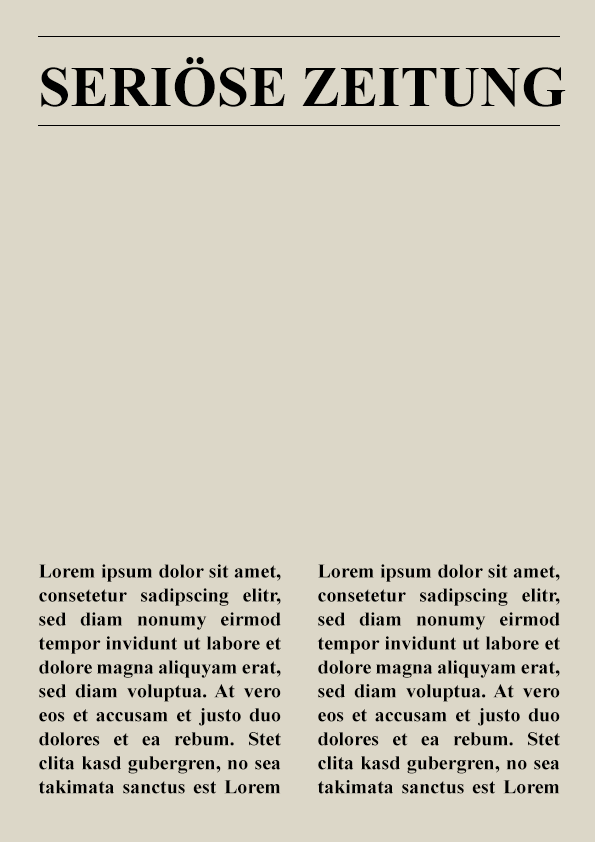 SERIÖSE ZEITUNG
Lorem ipsum dolor sit amet,
consetetur sadipscing elitr,
sed diam nonumy eirmod
tempor invidunt ut labore et
dolore magna aliquyam erat,
sed diam voluptua. At vero
eos et accusam et justo duo
dolores et ea rebum. Stet
clita kasd gubergren, no sea
takimata sanctus est Lorem
Lorem ipsum dolor sit amet,
consetetur sadipscing elitr,
sed diam nonumy eirmod
tempor invidunt ut labore et
dolore magna aliquyam erat,
sed diam voluptua. At vero
eos et accusam et justo duo
dolores et ea rebum. Stet
clita kasd gubergren, no sea
takimata sanctus est Lorem